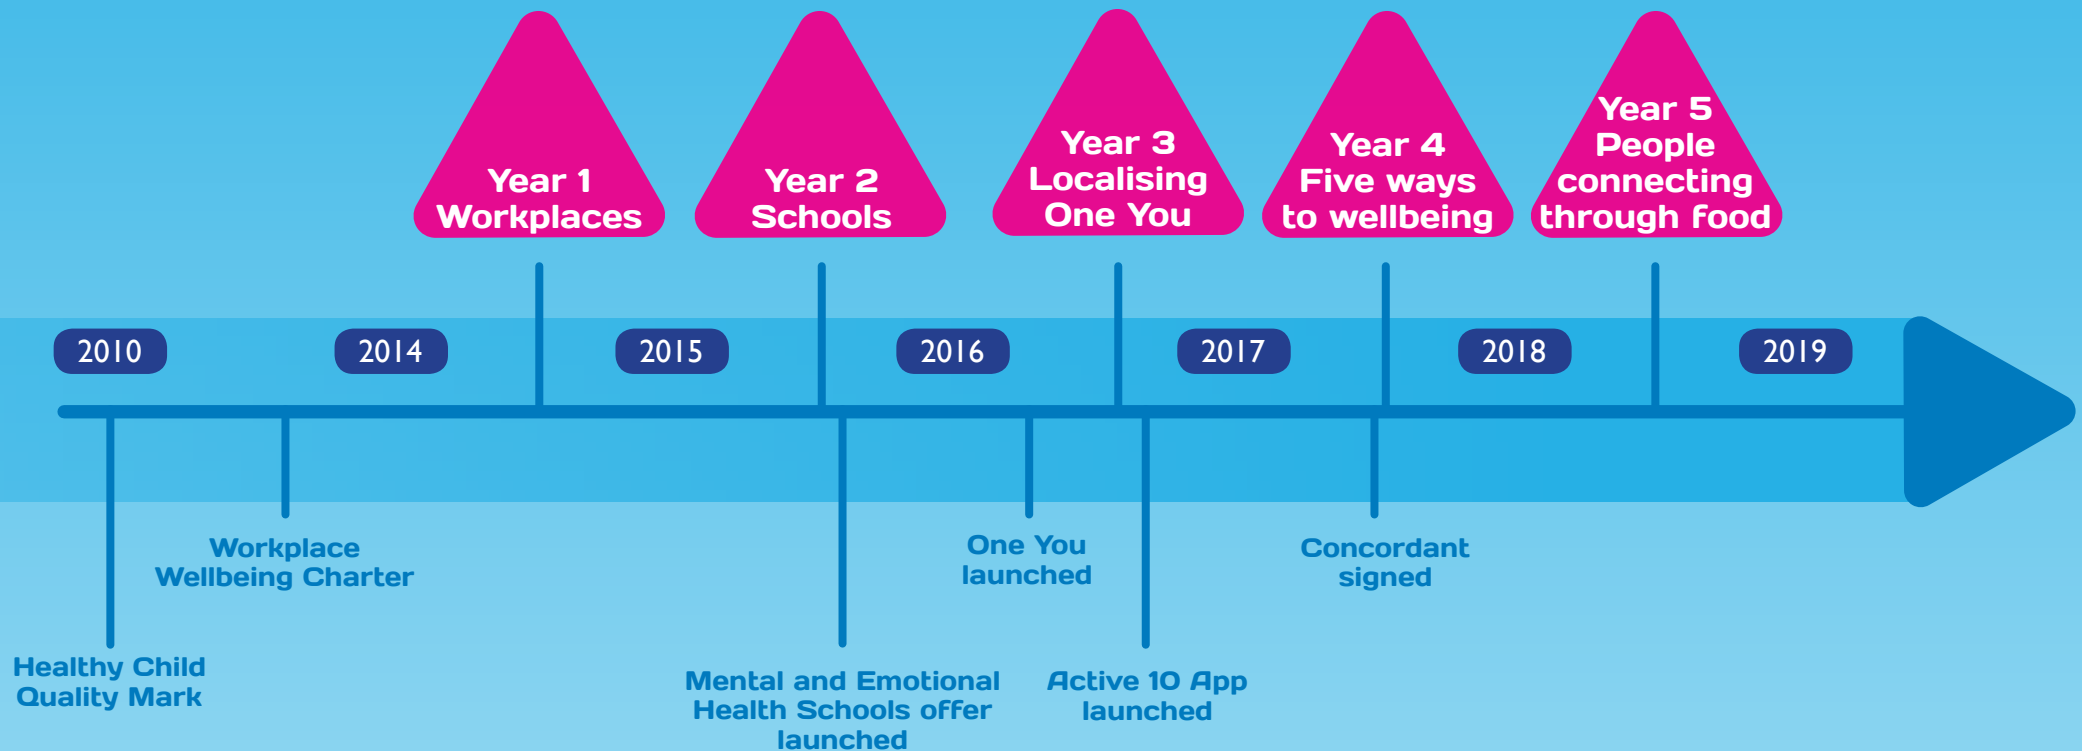 Year 1
Workplaces
Year 2
Schools
Year 3
Localising
One You
Year 4
Five ways
to wellbeing
Year 5
People
connecting
through food
2010
2014
2015
2016
2017
2018
2019
Workplace
Wellbeing Charter
One You
launched
Concordant
signed
Healthy Child
Quality Mark
Mental and Emotional
Health Schools offer
launched
Active 10 App
launched